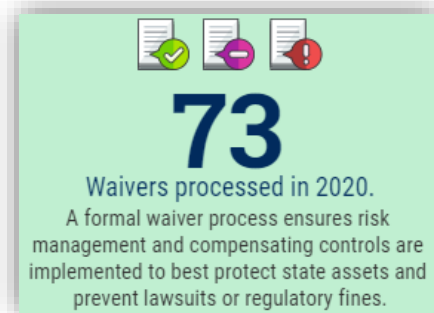 73
Waivers processed in 2020.
A formal waiver process ensures risk
management and compensating controls are
implemented to best protect state assets and
prevent lawsuits or regulatory fines.